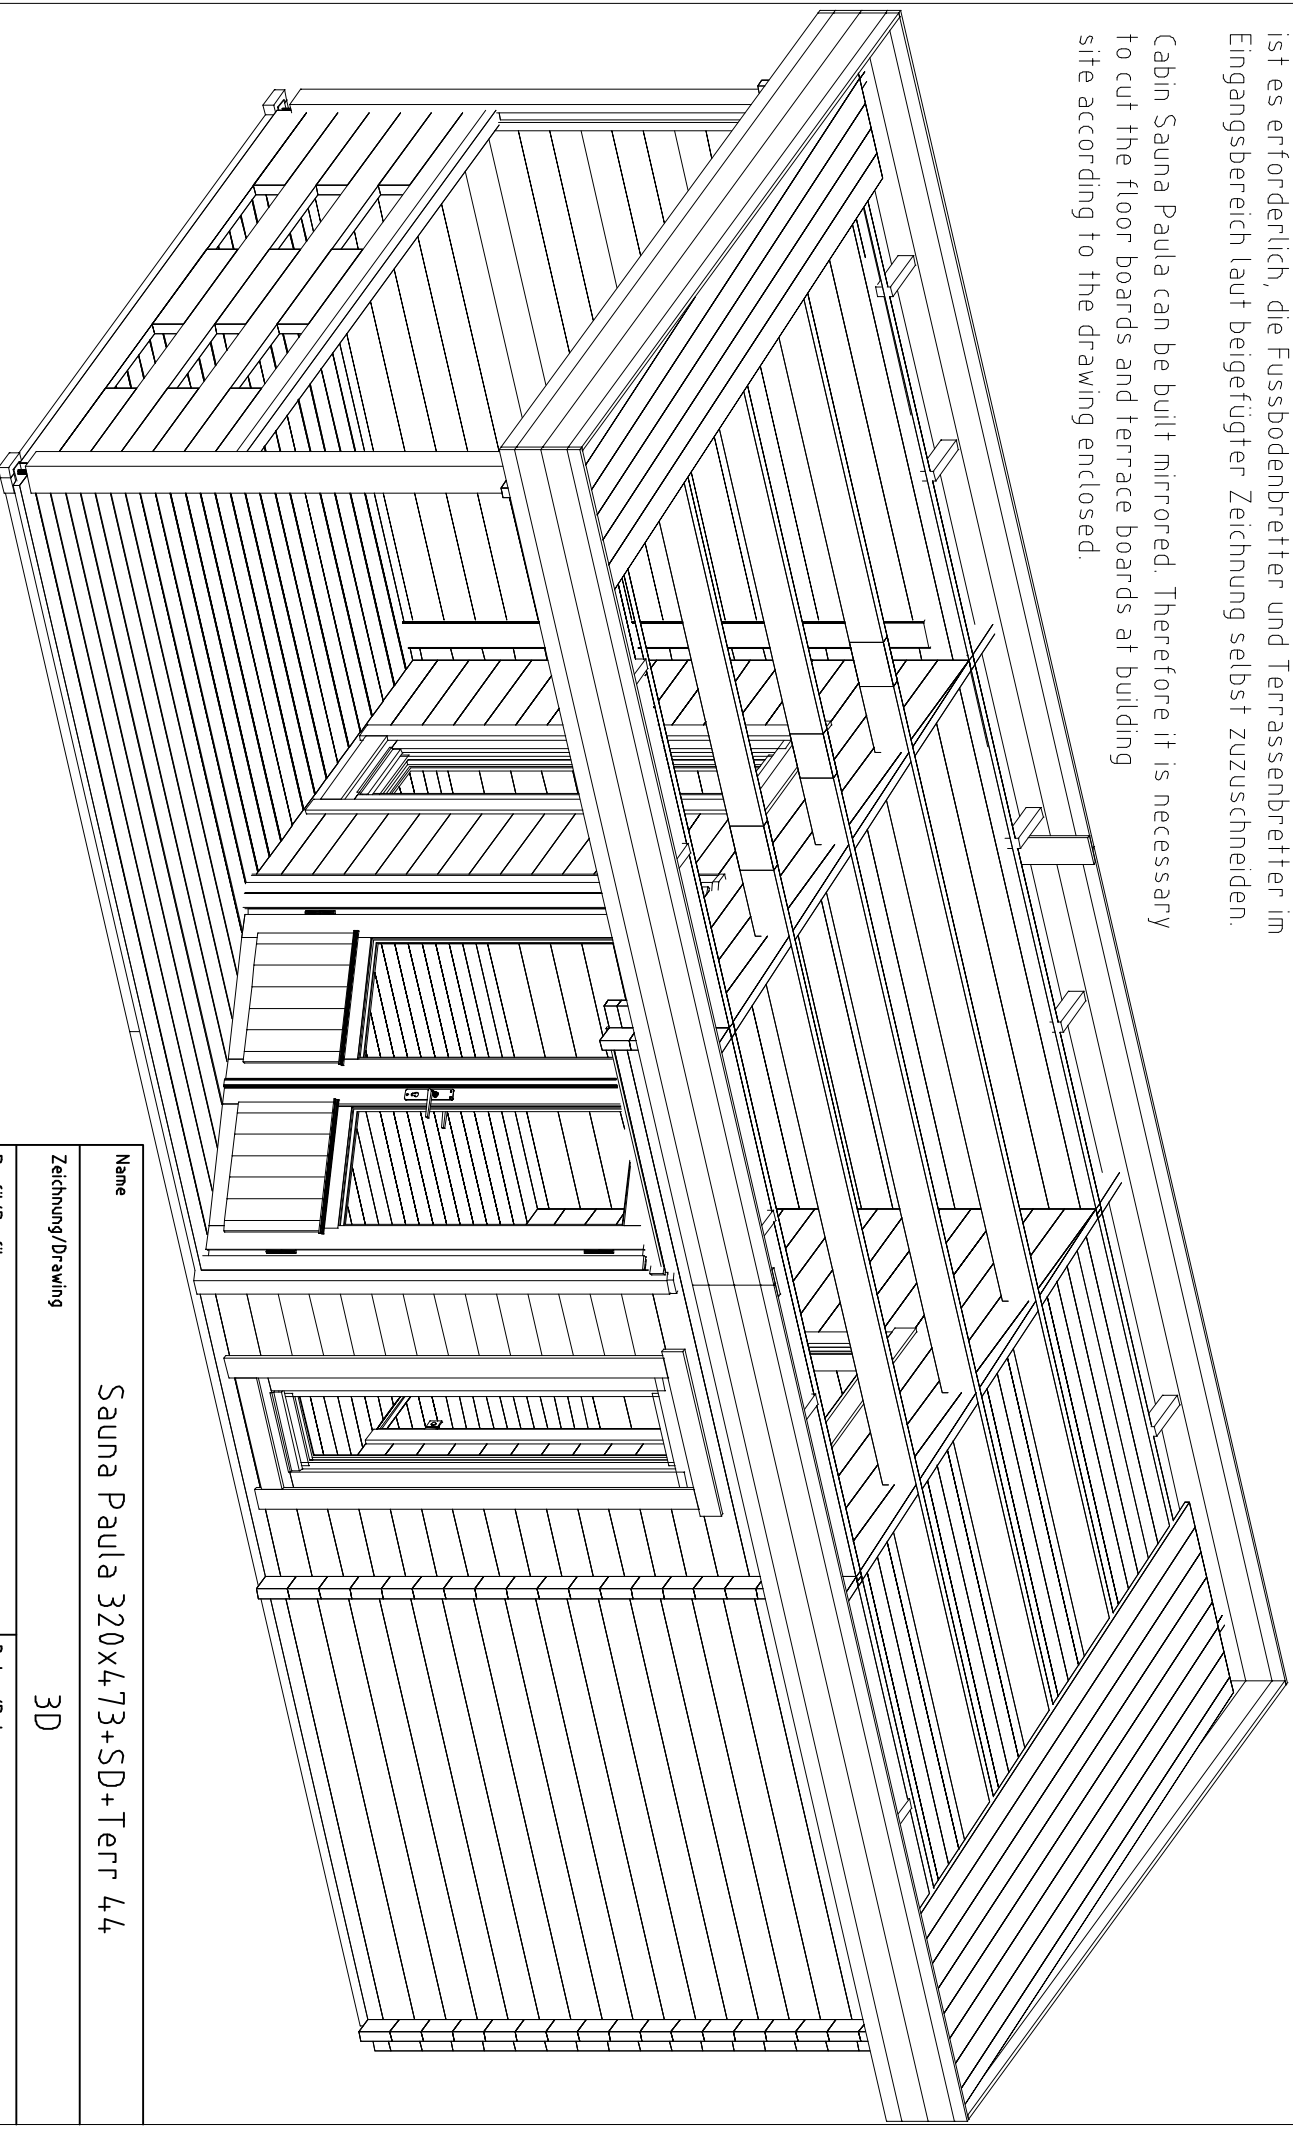 ist es erforderlich, die Fussbodenbretter und Terrassenbretter im
Eingangsbereich laut beigefügter Zeichnung selbst zuzuschneiden.
Cabin Sauna Paula can be built mirrored. Therefore it is necessary
to cut the floor boards and terrace boards at building
site according to the drawing enclosed.
Name
Sauna Paula 320x473+SD+Terr 44
Zeichnung/Drawing
3D